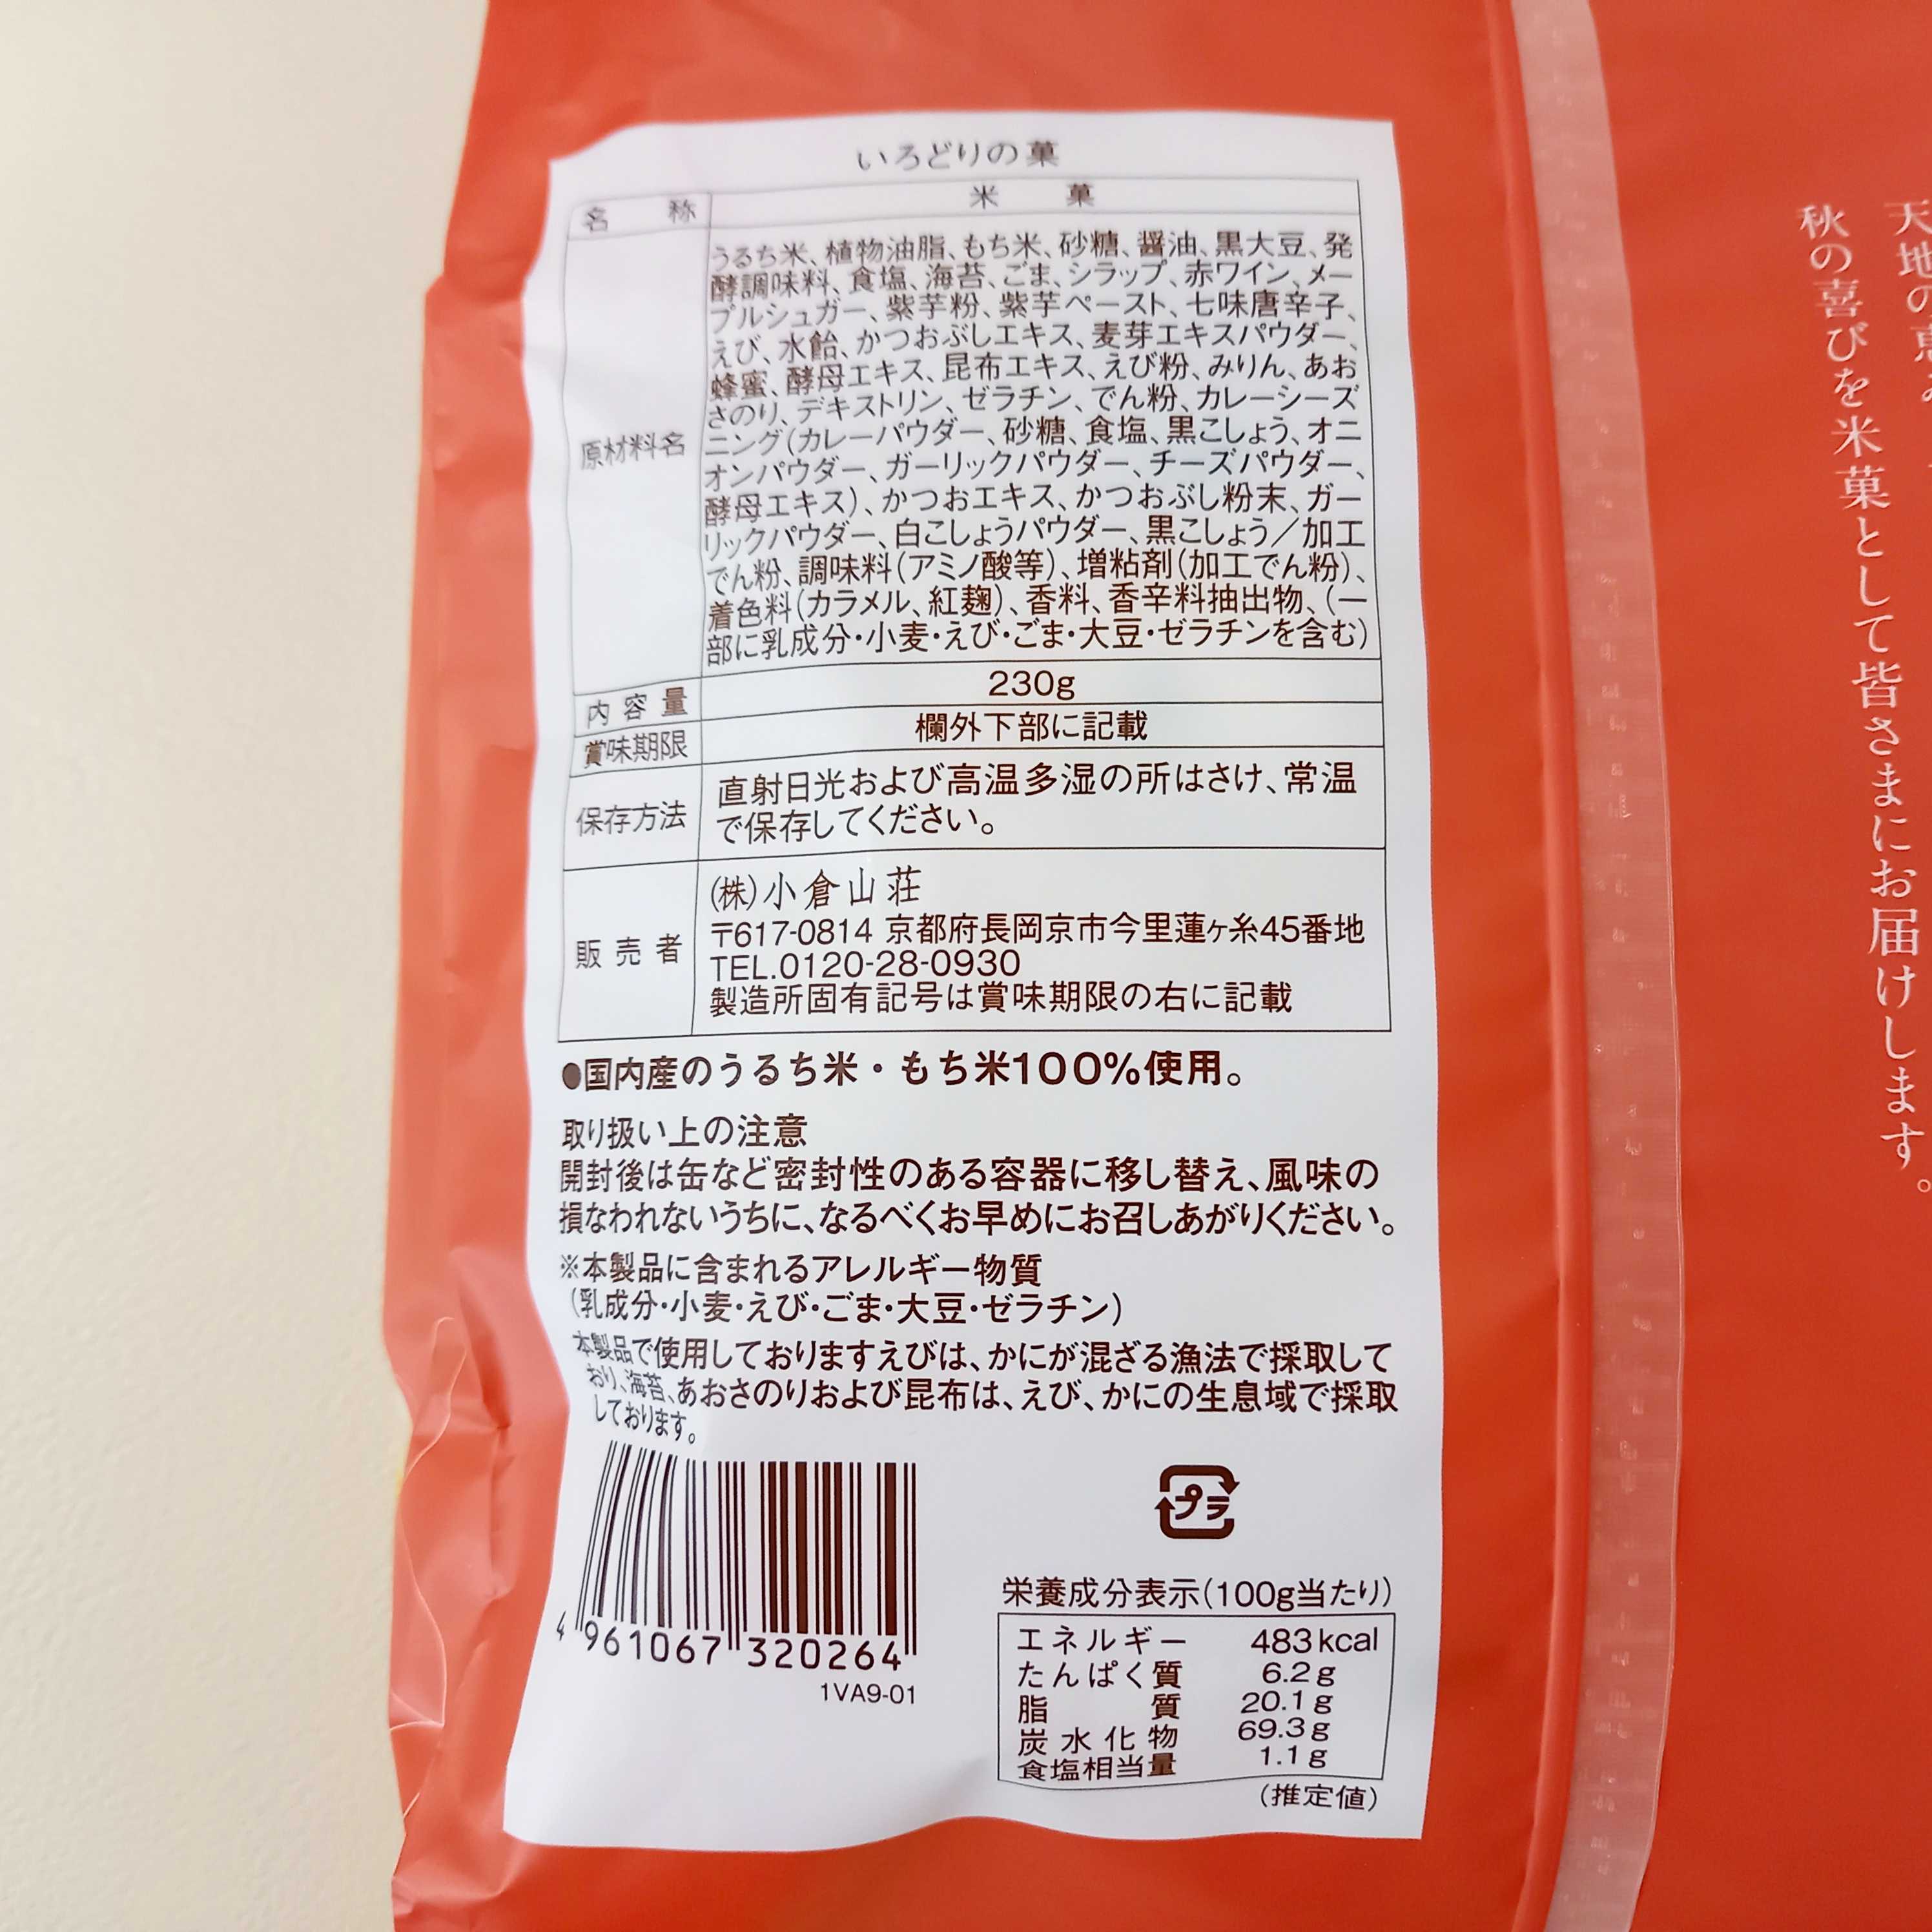 いろどりの菓
名称 米菓
原材料名
うるち米、植物油脂、もち米、砂糖、醤油、黒大豆、発
酵調味料、食塩、海苔、ごま、シラップ、赤ワイン、メー
プルシュガー、紫芋粉、紫芋ペースト、七味唐辛子、
えび、水飴、かつおぶしエキス、麦芽エキスパウダー、
蜂蜜、酵母エキス、昆布エキス、えび粉、みりん、あお
さのり、デキストリン、ゼラチン、でん粉、カレーシーズ
ニング(カレーパウダー、砂糖、食塩、黒こしょう、オニ
オンパウダー、ガーリックパウダー、チーズパウダー、
酵母エキス)、かつおエキス、かつおぶし粉末、ガー
リックパウダー、白こしょうパウダー、黒こしょう/加工
でん粉、調味料(アミノ酸等)、増粘剤(加工でん粉)、
着色料(カラメル、紅麹)、香料、香辛料抽出物、(一
部に乳成分・小麦・えび・ごま・大豆・ゼラチンを含む)
内容量 230g
賞味期限 欄外下部に記載
保存方法
直射日光および高温多湿の所はさけ、常温
で保存してください。
販売者
(株)小倉山荘
〒617-0814 京都府長岡京市今里蓮ヶ糸45番地
TEL.0120-28-0930
製造所固有記号は賞味期限の右に記載
●国内産のうるち米・もち米100%使用。
取り扱い上の注意
開封後は缶など密封性のある容器に移し替え、風味の
損なわれないうちに、なるべくお早めにお召しあがりください。
※本製品に含まれるアレルギー物質
(乳成分・小麦・えび・ごま・大豆・ゼラチン)
本製品で使用しておりますえびは、かにが混ざる漁法で採取して
おり、海苔、あおさのりおよび昆布は、えび、かにの生息域で採取
しております。
4 961067 320264
1VA9-01
プラ
栄養成分表示(100g当たり)
エネルギー 483kcal
たんぱく質 6.2g
脂質 20.1g
炭水化物 69.3g
食塩相当量 1.1g
(推定値)
天地の
秋の喜びを米菓として皆さまにお届けします。